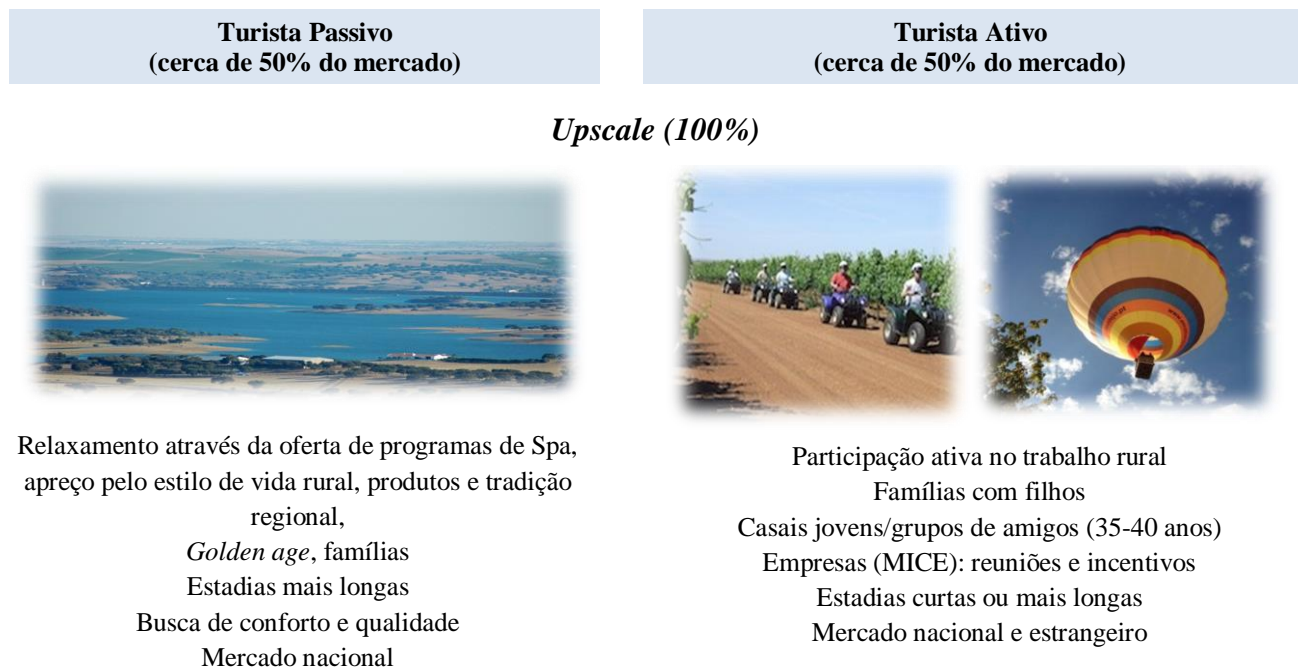 Turista Passivo
(cerca de 50% do mercado)
Turista Ativo
(cerca de 50% do mercado)
Upscale (100%)
Relaxamento através da oferta de programas de Spa,
apreço pelo estilo de vida rural, produtos e tradição
regional,
Golden age, famílias
Estadias mais longas
Busca de conforto e qualidade
Mercado nacional
Participação ativa no trabalho rural
Famílias com filhos
Casais jovens/grupos de amigos (35-40 anos)
Empresas (MICE): reuniões e incentivos
Estadias curtas ou mais longas
Mercado nacional e estrangeiro